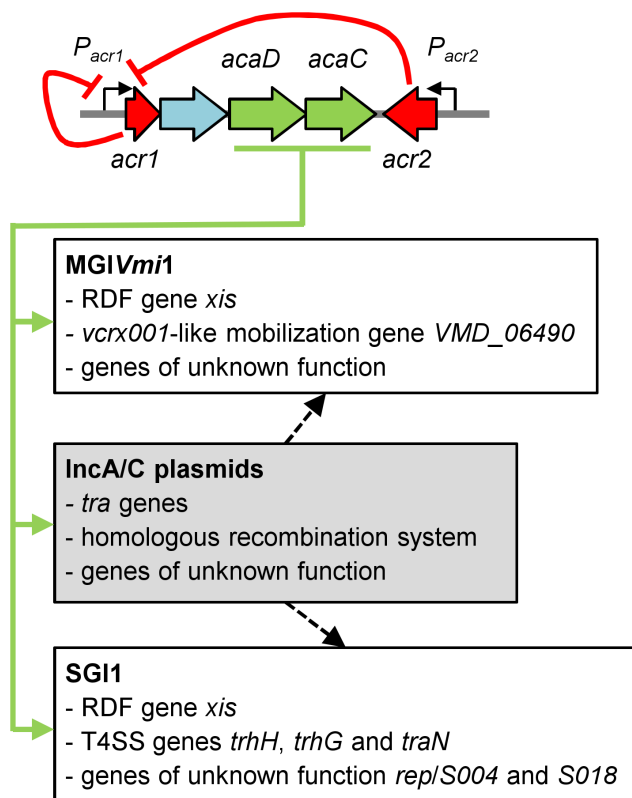 Pacr1 acaD acaC Pacr2
acr1 acr2
MGIVmi1
- RDF gene xis
- vcrx001-like mobilization gene VMD_06490
- genes of unknown function
IncA/C plasmids
- tra genes
- homologous recombination system
- genes of unknown function
SGI1
- RDF gene xis
- T4SS genes trhH, trhG and traN
- genes of unknown function rep/S004 and S018